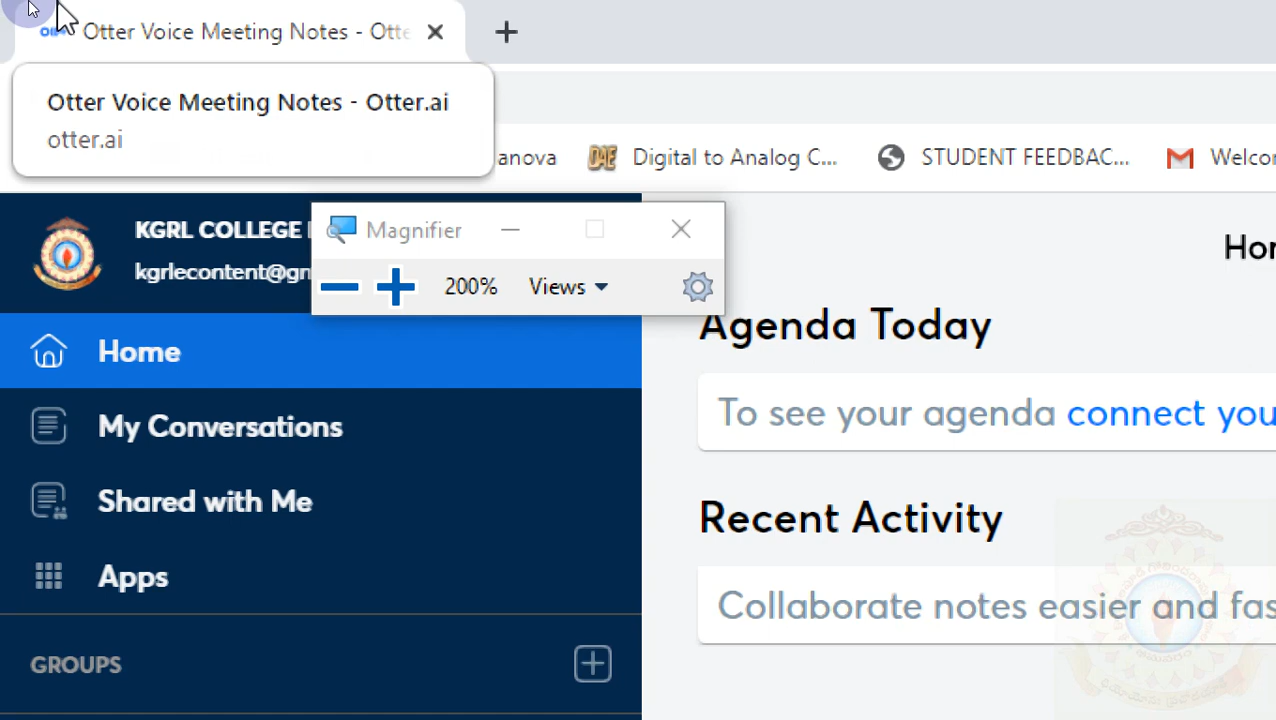 Otter Voice Meeting Notes - Otte
Otter Voice Meeting Notes - Otter.ai
otter.ai
anova
DAE
Digital to Analog C...
STUDENT FEEDBAC...
Welco
KGRL COLLEGE
kgrlecontent@gm
Magnifier
200%
Views
Hom
Home
My Conversations
Shared with Me
Apps
GROUPS
Agenda Today
To see your agenda connect you
Recent Activity
Collaborate notes easier and fas